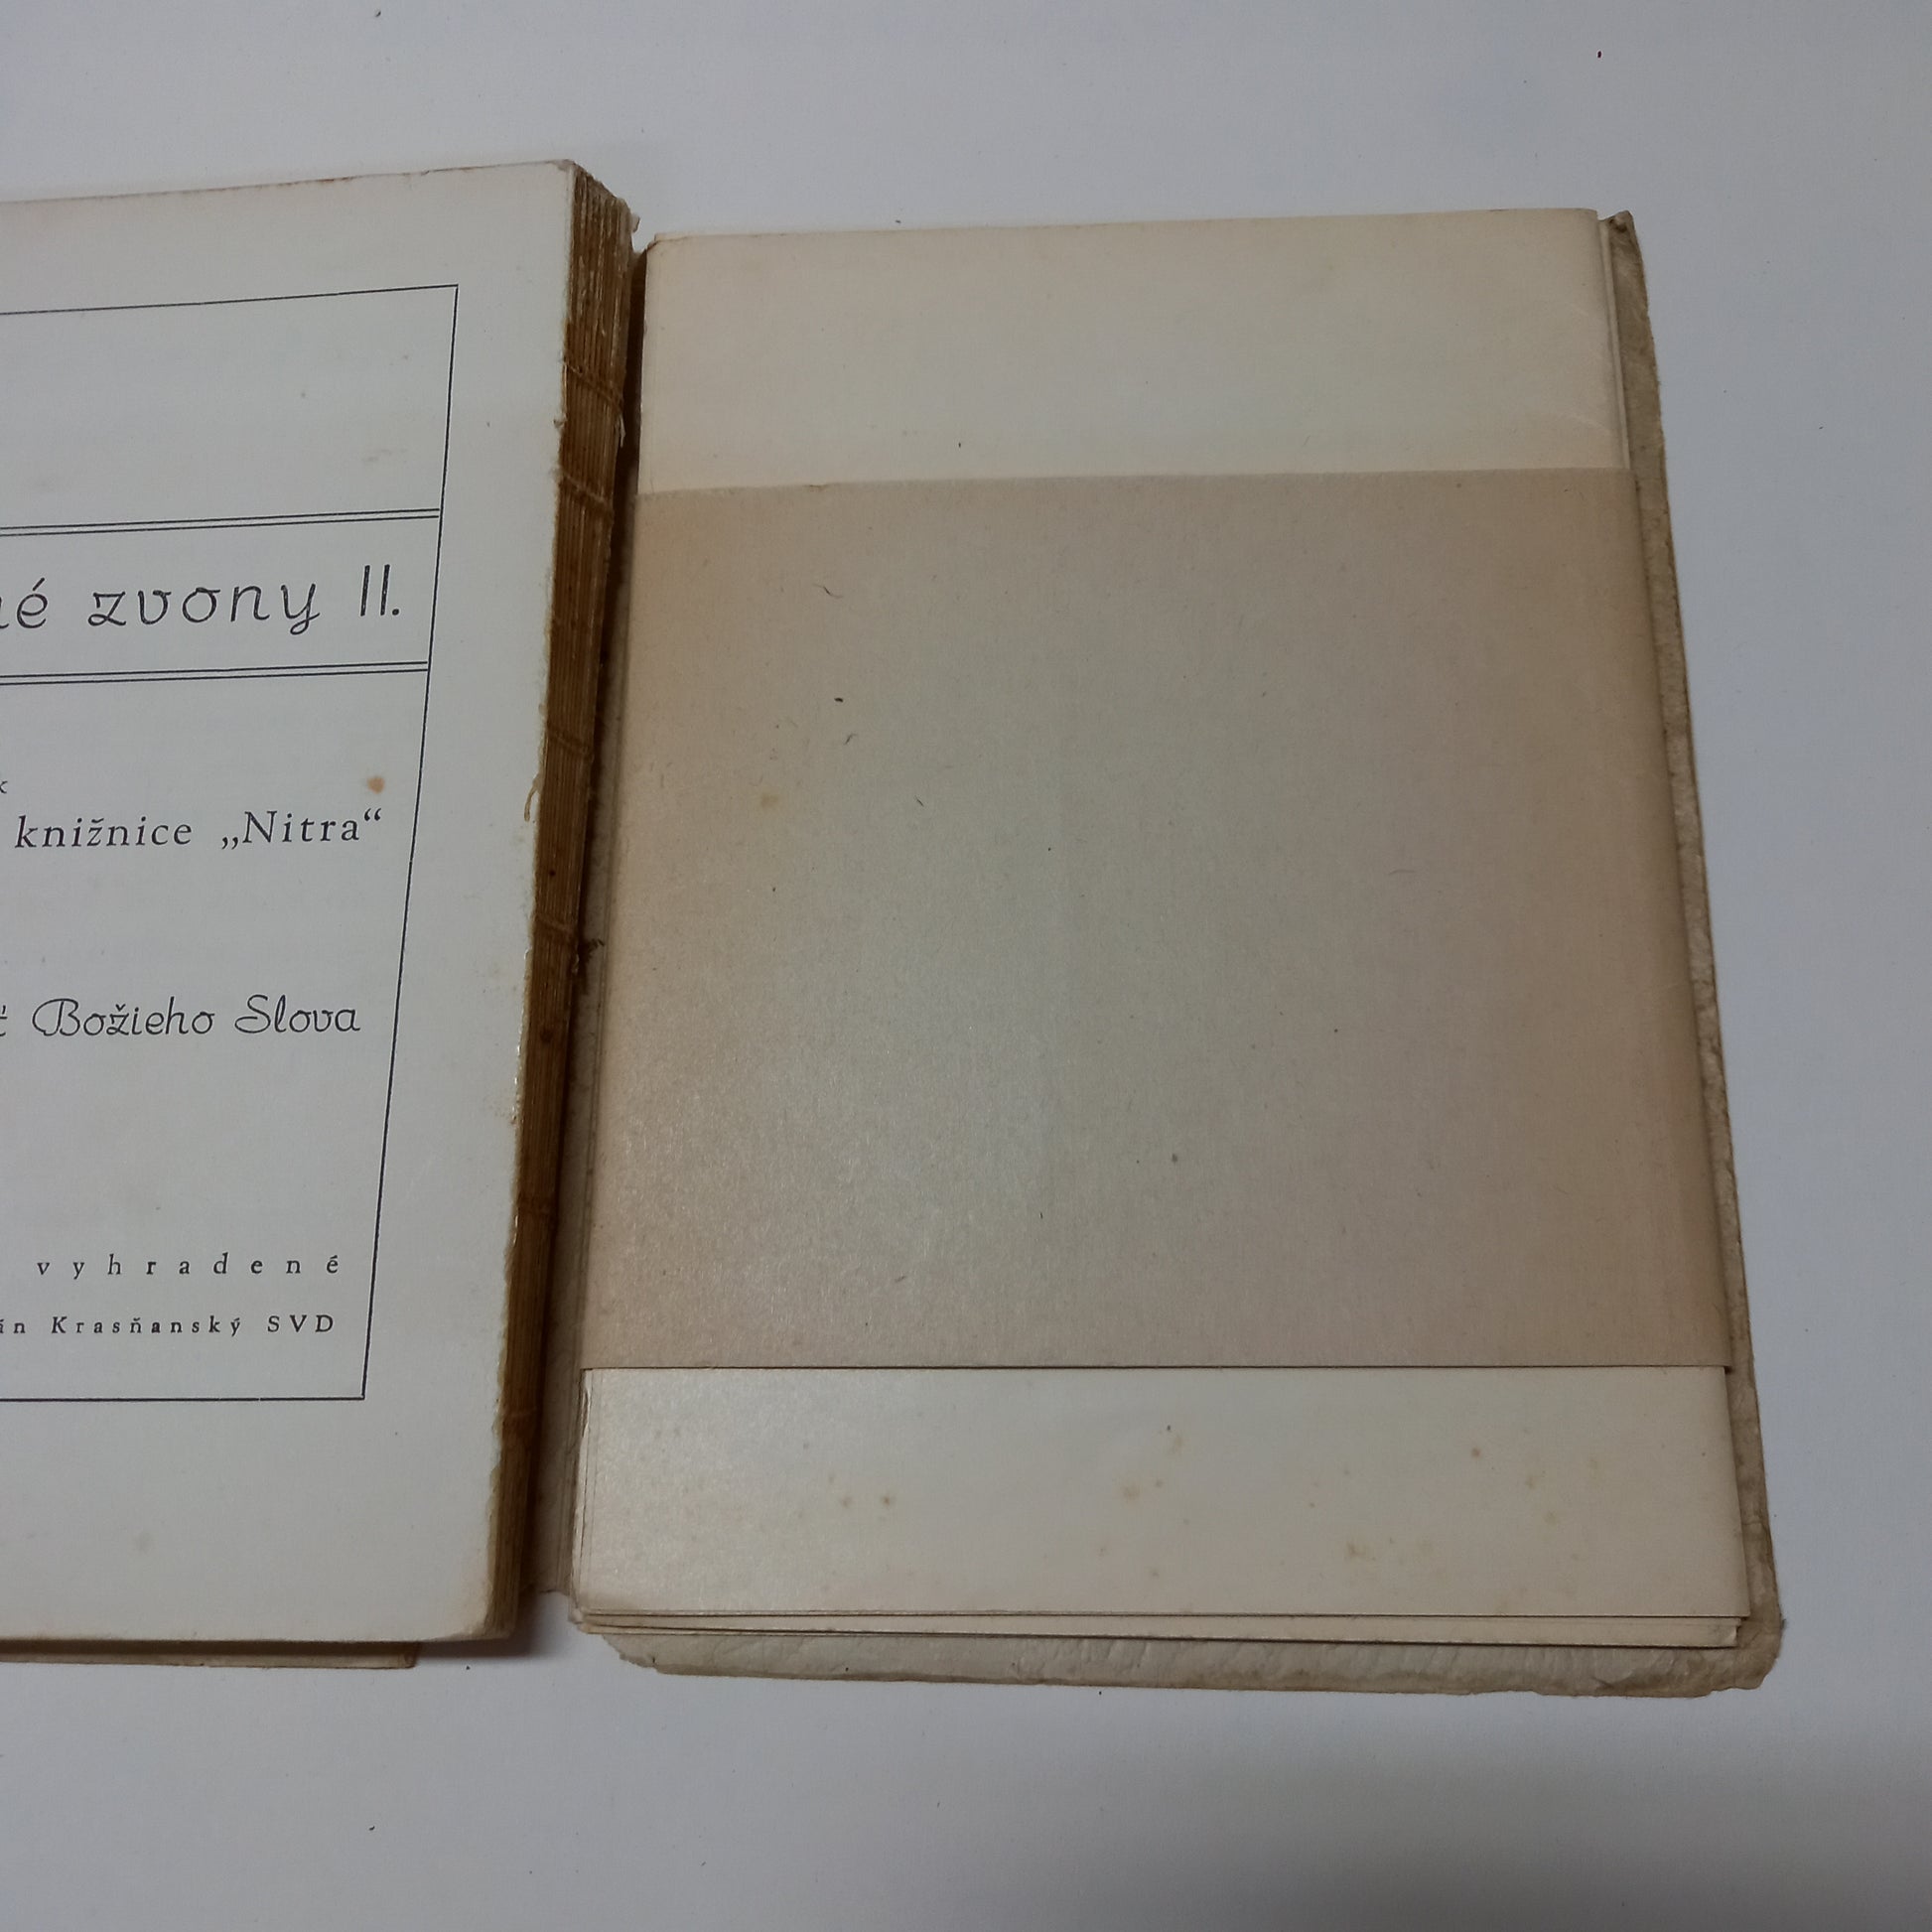 é zvony II.
knižnice „Nitra“
Božieho Slova
vyhradené
Krasňanský SVD